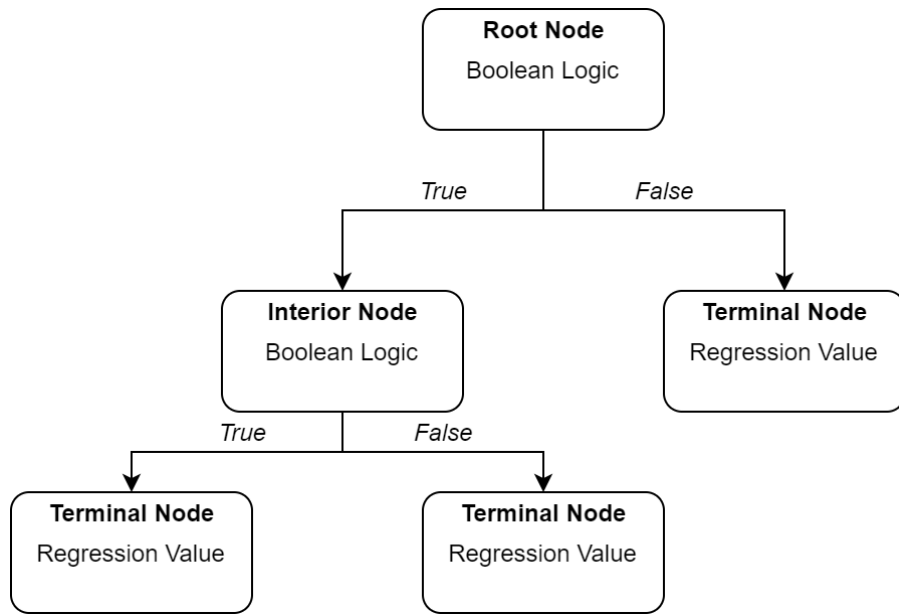 Root Node
Boolean Logic
True
False
Interior Node
Boolean Logic
Terminal Node
Regression Value
True
False
Terminal Node
Regression Value
Terminal Node
Regression Value